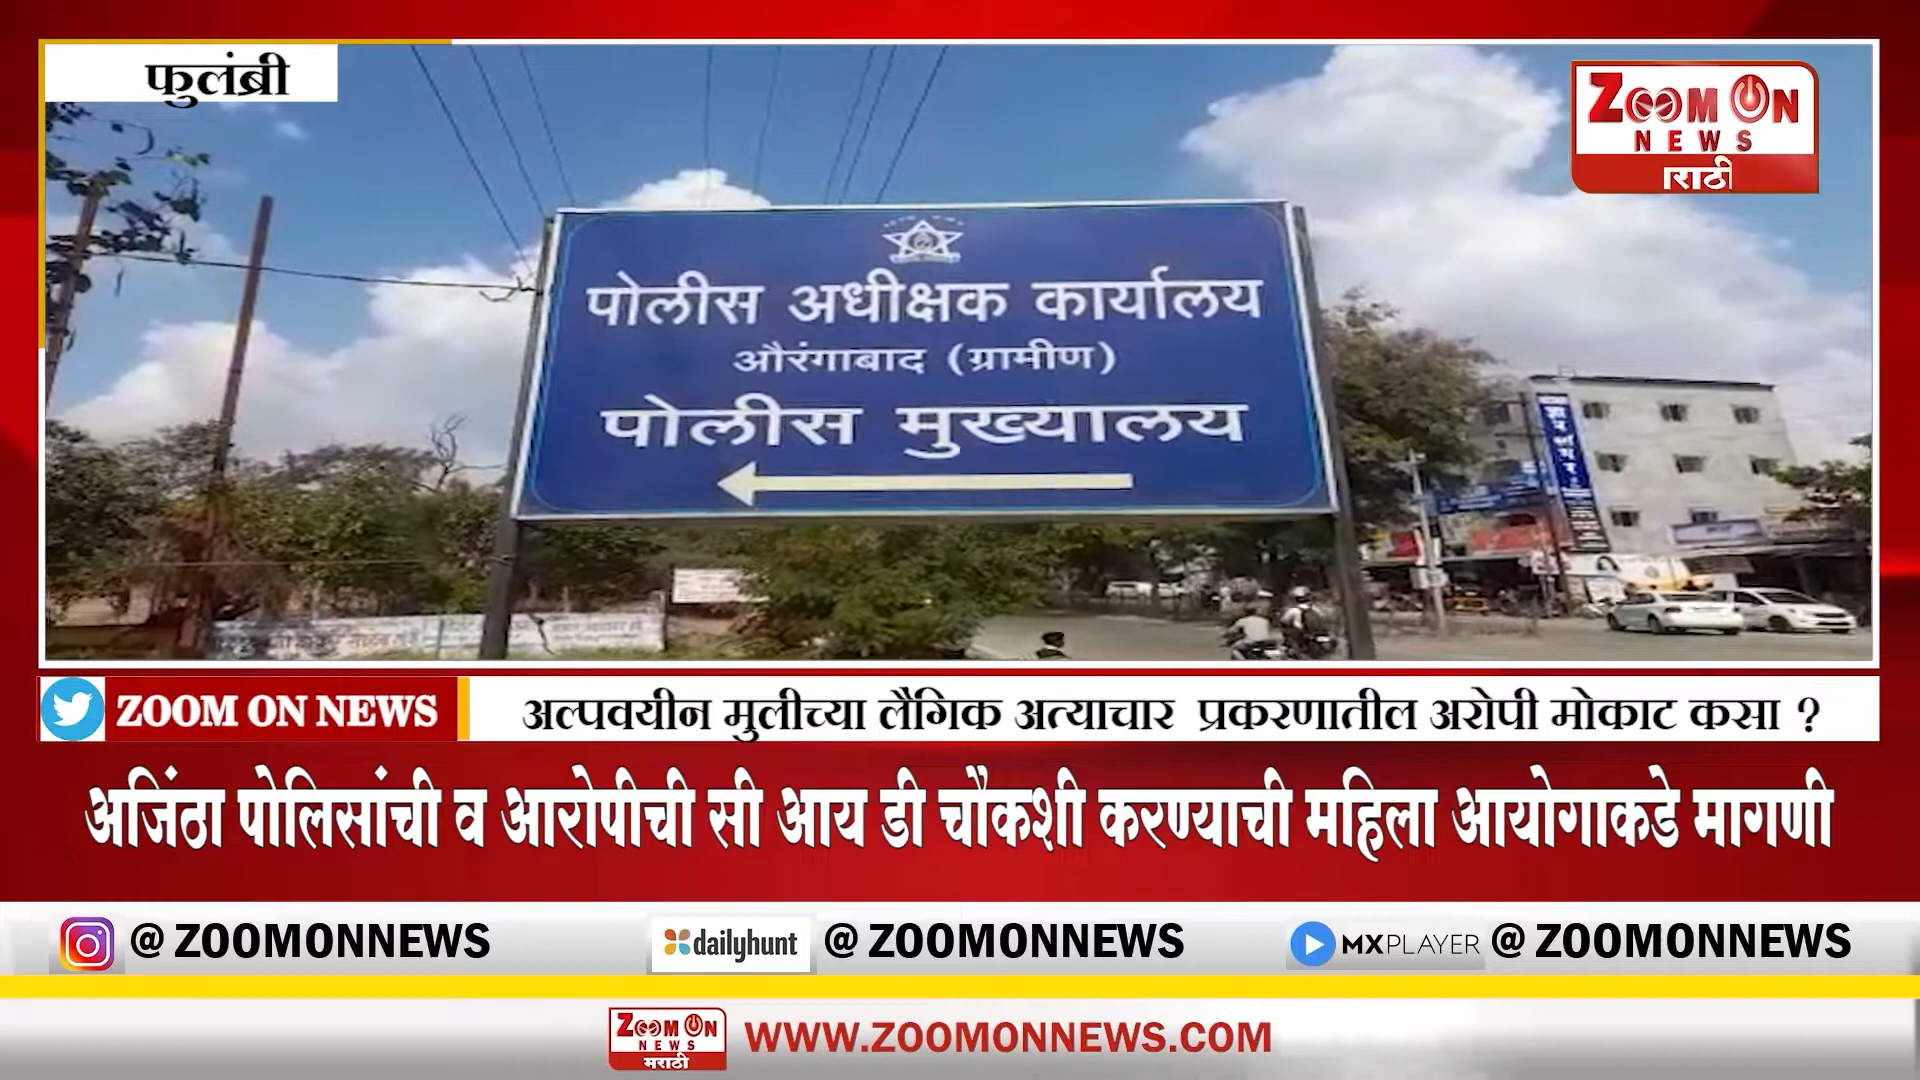 फुलंब्री
ZOOM ON
NEWS
राठी
पोलीस अधीक्षक कार्यालय
औरंगाबाद (ग्रामीण)
पोलीस मुख्यालय
ZOOM ON NEWS
अल्पवयीन मुलीच्या लैगिक अत्याचार प्रकरणातील अरोपी मोकाट कसा ?
अजिंठा पोलिसांची व आरोपीची सी आय डी चौकशी करण्याची महिला आयोगाकडे मागणी
@ ZOOMONNEWS
dailyhunt @ ZOOMONNEWS
MXPLAYER @ ZOOMONNEWS
ZOOM ON
NEWS
मराठी
WWW.ZOOMONNEWS.COM